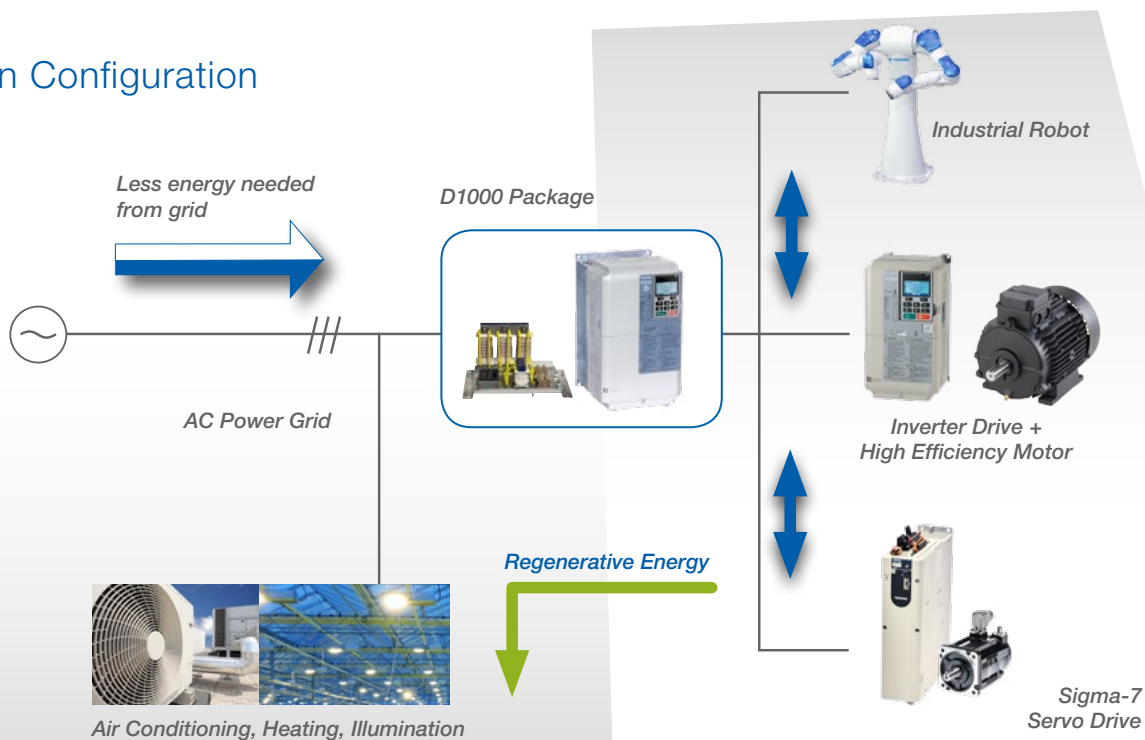 n Configuration
Industrial Robot
Less energy needed
from grid
D1000 Package
AC Power Grid
Inverter Drive +
High Efficiency Motor
Regenerative Energy
Air Conditioning, Heating, Illumination
Sigma-7
Servo Drive